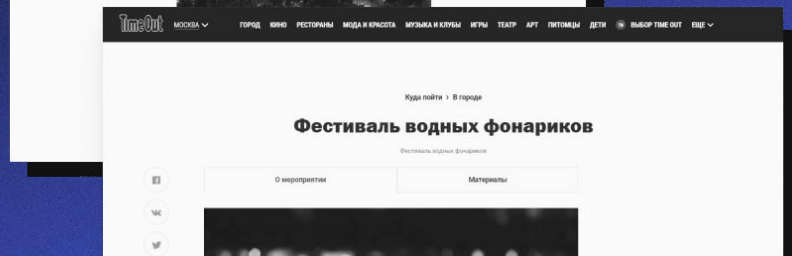 TimeOut МОСКВА ГОРОД КИНО РЕСТОРАНЫ МОДА И КРАСОТА МУЗЫКА И КЛУБЫ ИГРЫ ТЕАТР АРТ ПИТОМЦЫ ДЕТИ ВЫБОР TIME OUT ЕЩЕ
Куда пойти > В городе
Фестиваль водных фонариков
Фестиваль водных фонариков
О мероприятии Материалы